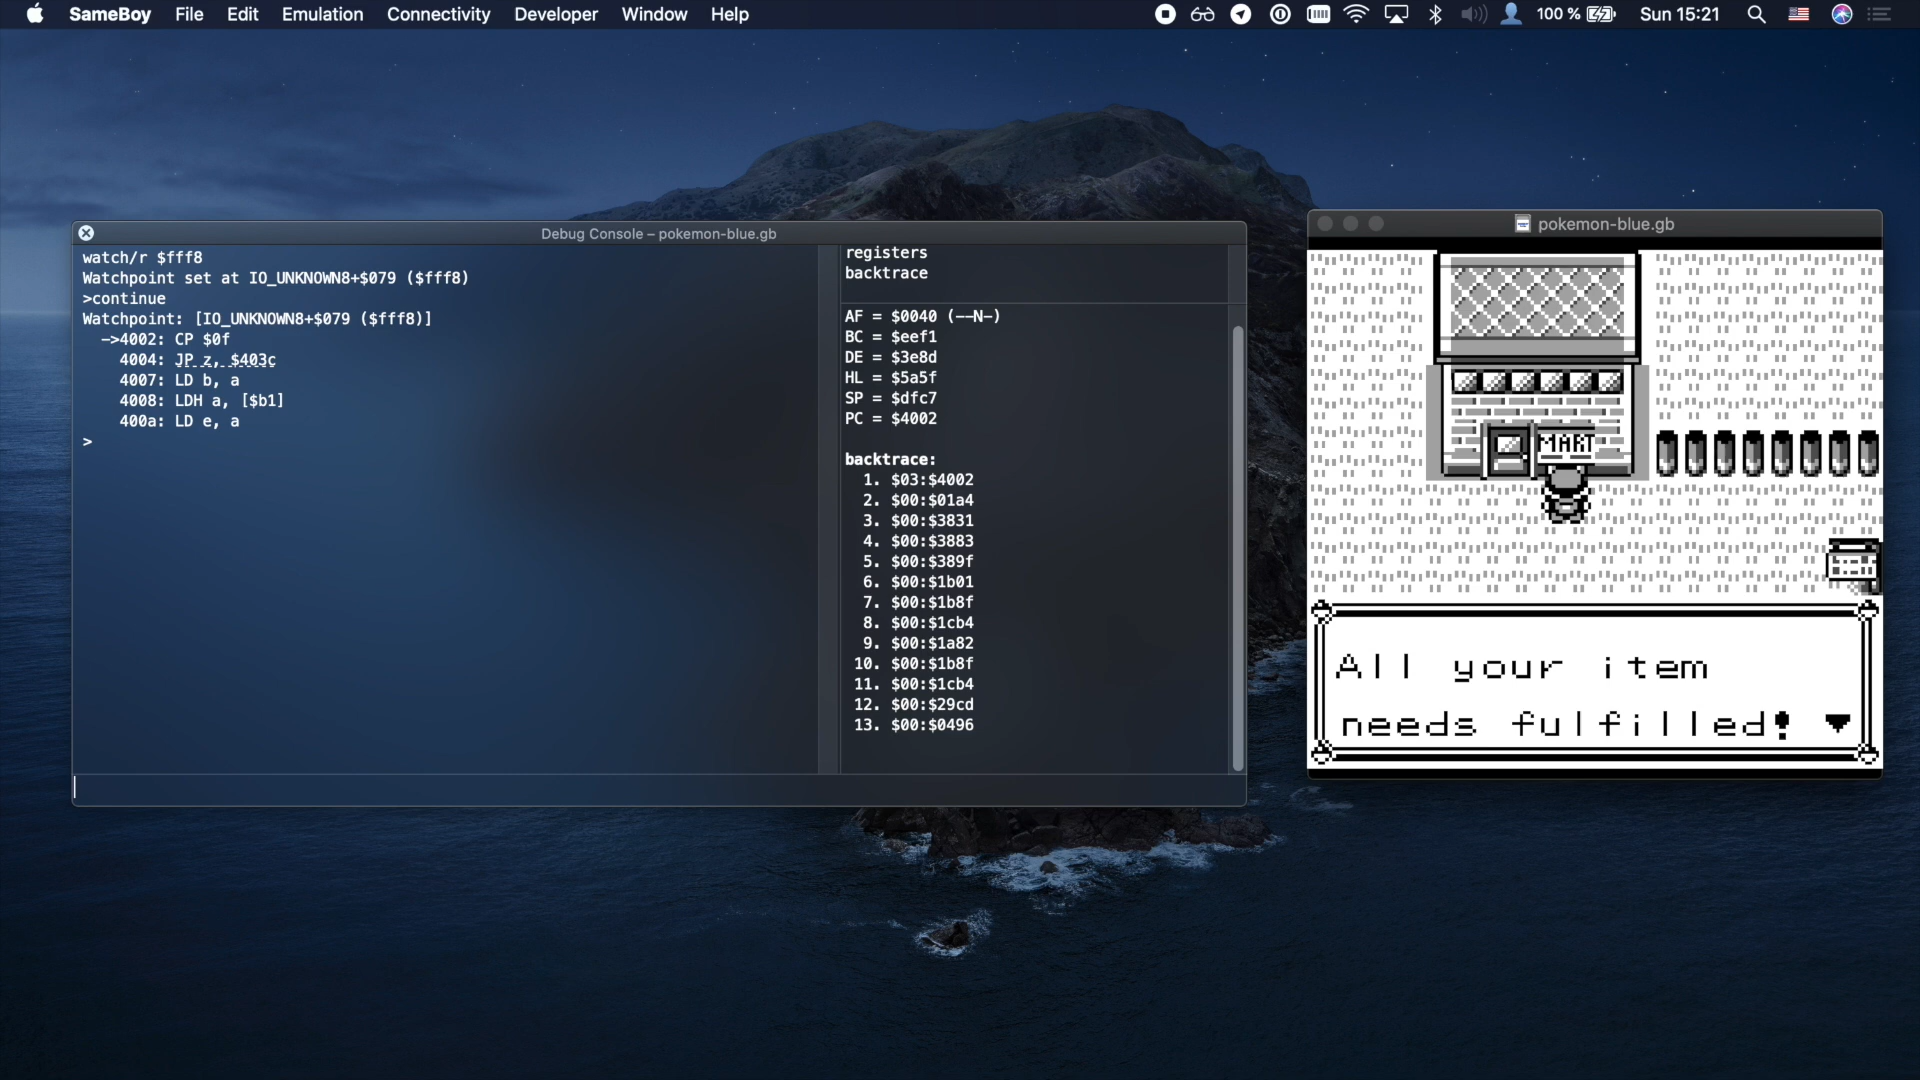 SameBoy File Edit Emulation Connectivity Developer Window Help 100 % Sun 15:21
Debug Console – pokemon-blue.gb
watch/r $fff8
Watchpoint set at IO_UNKNOWN8+$079 ($fff8)
>continue
Watchpoint: [IO_UNKNOWN8+$079 ($fff8)]
->4002: CP $0f
4004: JP z, $403c
4007: LD b, a
4008: LDH a, [$b1]
400a: LD e, a
>
registers
backtrace
AF = $0040 (--N-)
BC = $eef1
DE = $3e8d
HL = $5a5f
SP = $dfc7
PC = $4002
backtrace:
1. $03:$4002
2. $00:$01a4
3. $00:$3831
4. $00:$3883
5. $00:$389f
6. $00:$1b01
7. $00:$1b8f
8. $00:$1cb4
9. $00:$1a82
10. $00:$1b8f
11. $00:$1cb4
12. $00:$29cd
13. $00:$0496
pokemon-blue.gb
MART
All your item
needs fulfilled!